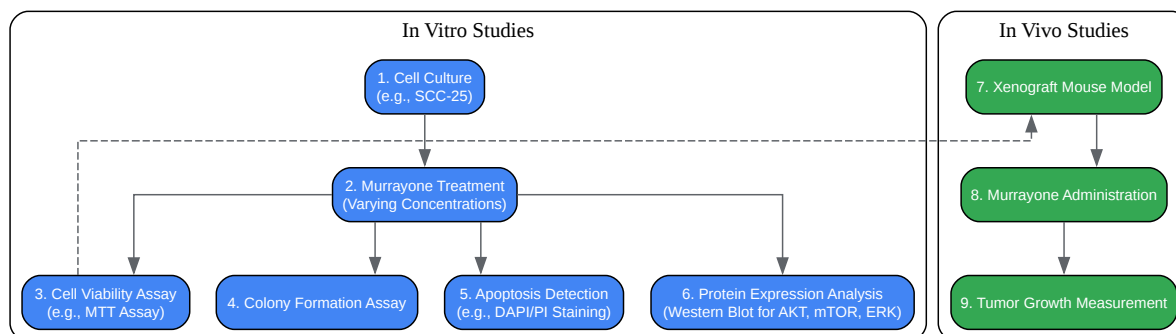 In Vitro Studies
1. Cell Culture
(e.g., SCC-25)
2. Murrayone Treatment
(Varying Concentrations)
3. Cell Viability Assay
(e.g., MTT Assay)
4. Colony Formation Assay
5. Apoptosis Detection
(e.g., DAPI/PI Staining)
6. Protein Expression Analysis
(Western Blot for AKT, mTOR, ERK)
In Vivo Studies
7. Xenograft Mouse Model
8. Murrayone Administration
9. Tumor Growth Measurement